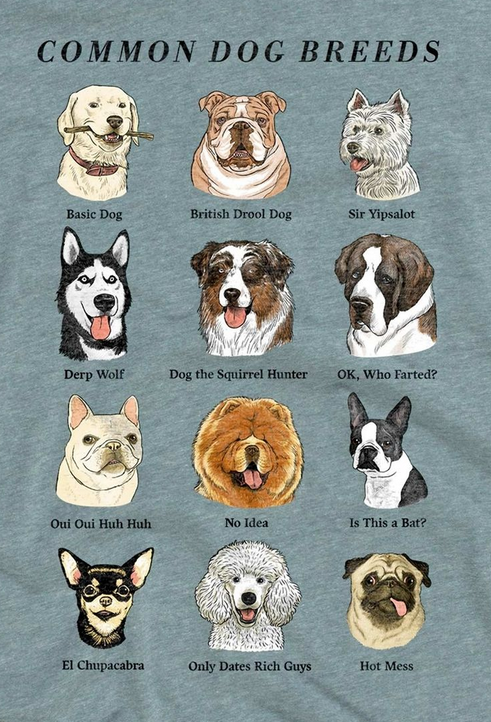 COMMON DOG BREEDS
Basic Dog
British Drool Dog
Sir Yipsalot
Derp Wolf
Dog the Squirrel Hunter
OK, Who Farted?
Oui Oui Huh Huh
No Idea
Is This a Bat?
El Chupacabra
Only Dates Rich Guys
Hot Mess